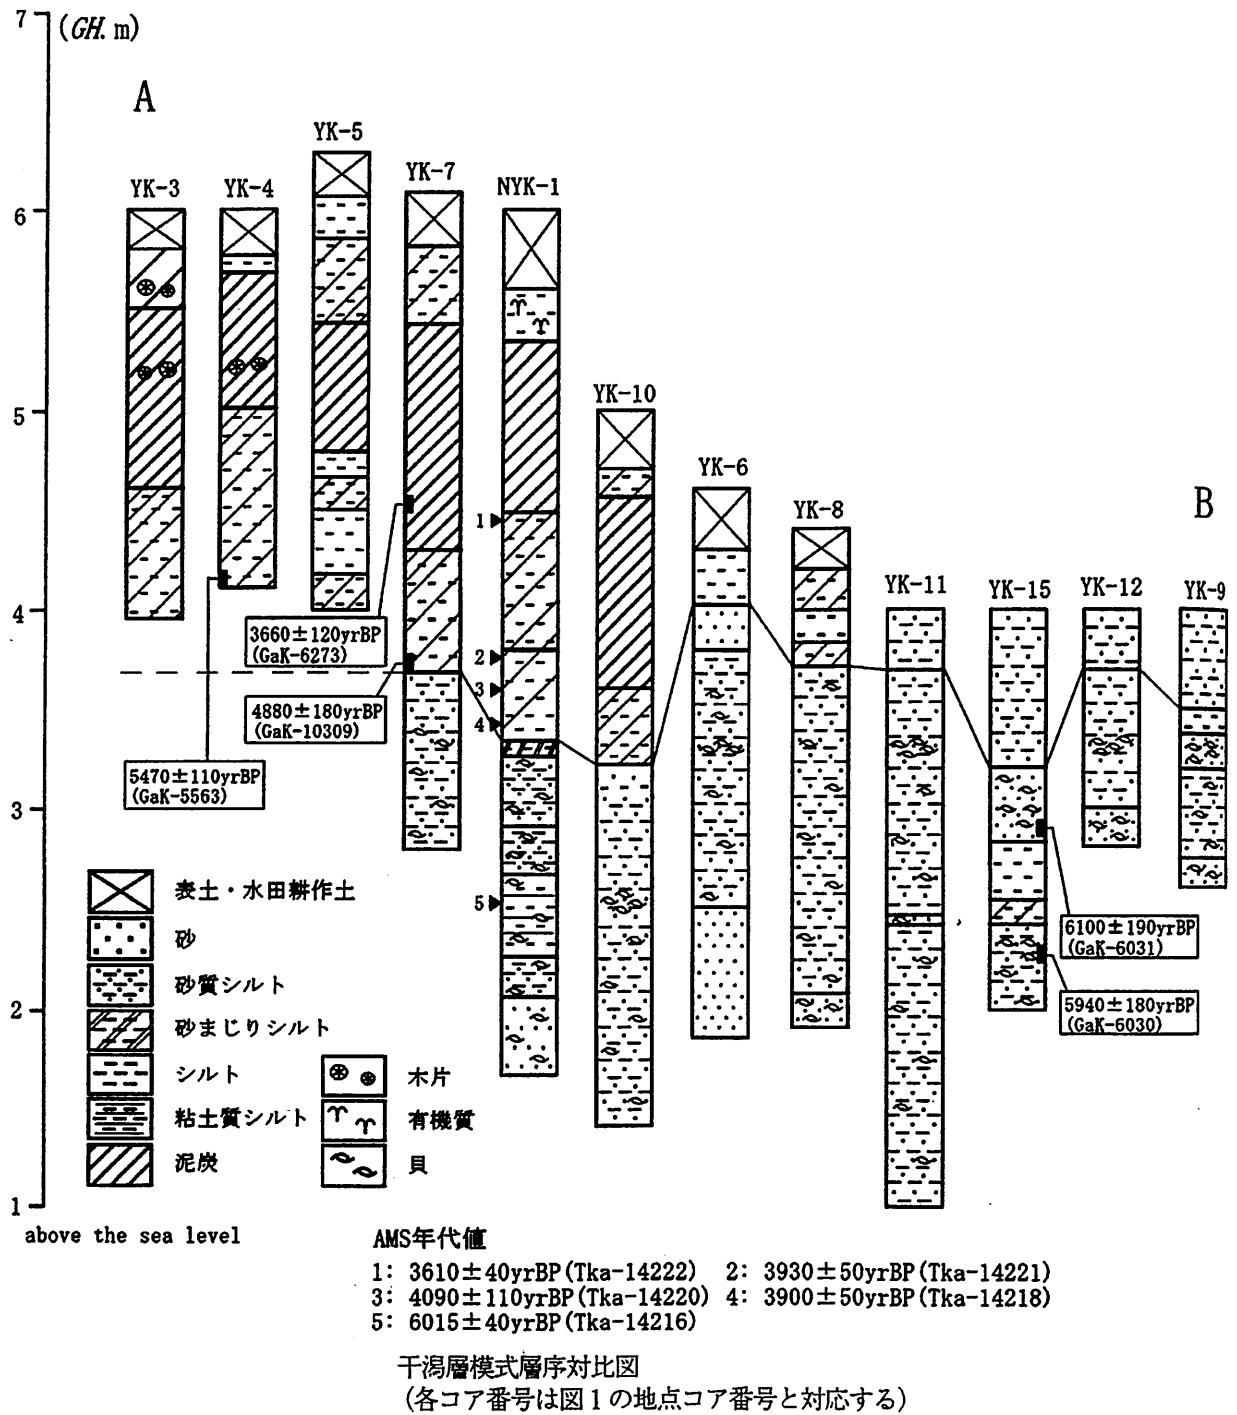 7 (GH. m)
A
YK-5
YK-3 YK-4 YK-7 NYK-1
6
YK-10
5
YK-6
B
YK-8
1
YK-11 YK-15 YK-12 YK-9
4
3660±120yrBP
(GaK-6273)
2
3
4
4880±180yrBP
(GaK-10309)
5470±110yrBP
(GaK-5563)
3
表土・水田耕作土
5
砂
6100±190yrBP
(GaK-6031)
砂質シルト
2
5940±180yrBP
(GaK-6030)
砂まじりシルト
シルト
木片
粘土質シルト
有機質
泥炭
貝
1
above the sea level
AMS年代値
1: 3610±40yrBP(Tka-14222) 2: 3930±50yrBP(Tka-14221)
3: 4090±110yrBP(Tka-14220) 4: 3900±50yrBP(Tka-14218)
5: 6015±40yrBP(Tka-14216)
干潟層模式層序対比図
(各コア番号は図1の地点コア番号と対応する)